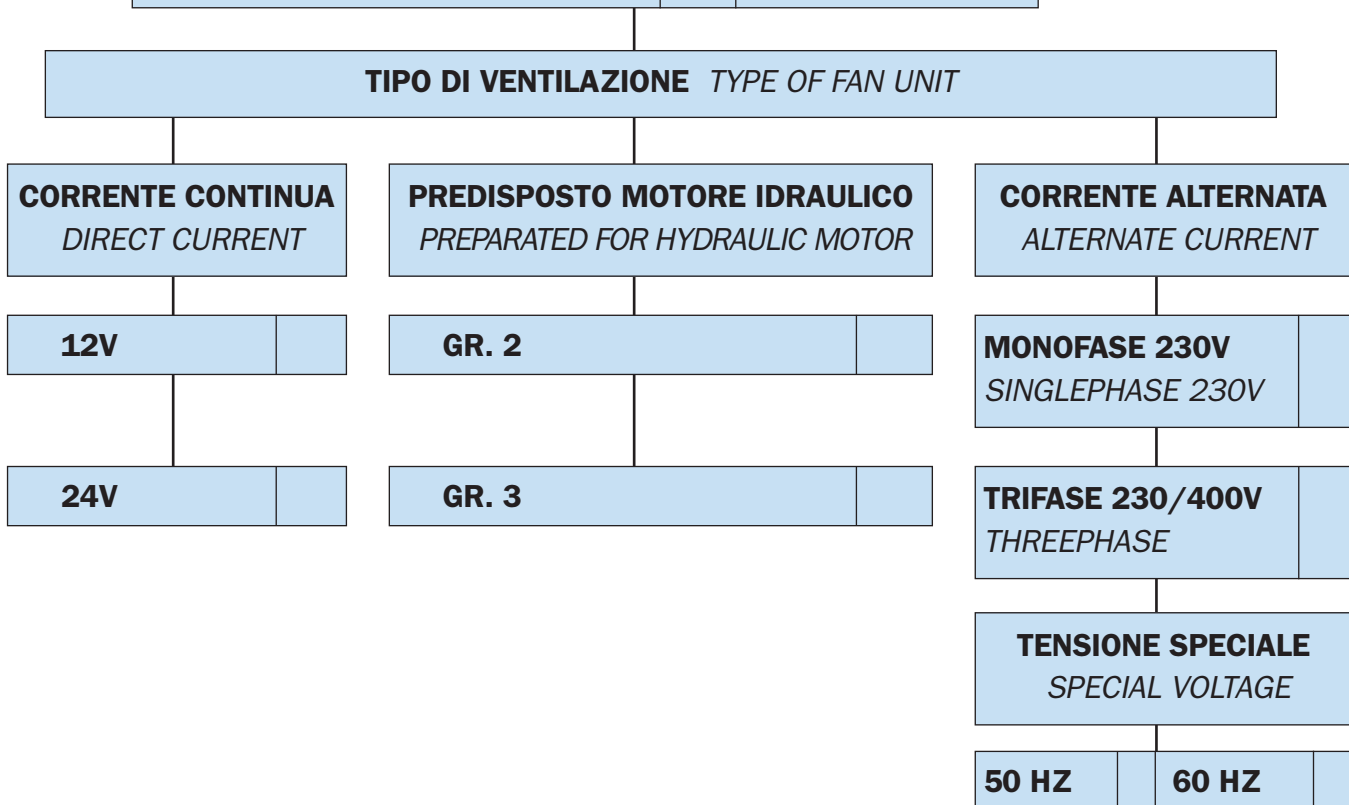 TIPO DI VENTILAZIONE TYPE OF FAN UNIT
CORRENTE CONTINUA
DIRECT CURRENT
12V
24V
PREDISPOSTO MOTORE IDRAULICO
PREPARATED FOR HYDRAULIC MOTOR
GR. 2
GR. 3
CORRENTE ALTERNATA
ALTERNATE CURRENT
MONOFASE 230V
SINGLEPHASE 230V
TRIFASE 230/400V
THREEPHASE
TENSIONE SPECIALE
SPECIAL VOLTAGE
50 HZ 60 HZ